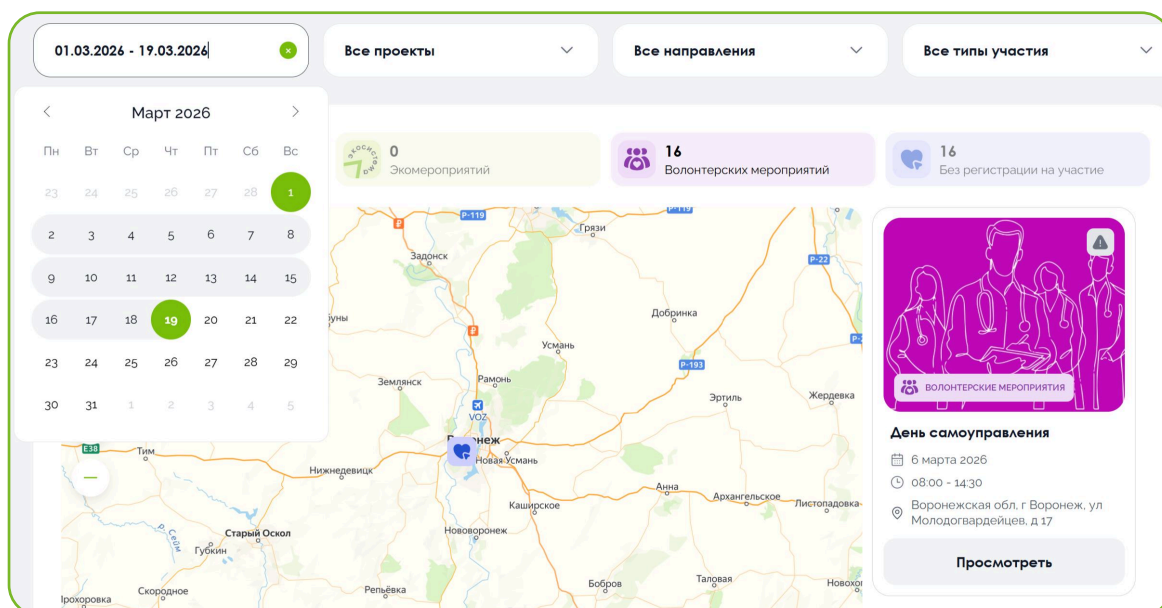 01.03.2026 - 19.03.2026
Все проекты
Все направления
Все типы участия
Март 2026
Пн Вт Ср Чт Пт Сб Вс
23 24 25 26 27 28 1
2 3 4 5 6 7 8
9 10 11 12 13 14 15
16 17 18 19 20 21 22
23 24 25 26 27 28 29
30 31 1 2 3 4 5
ЭКОСИСТЕМА
0
Экомероприятий
16
Волонтерских мероприятий
16
Без регистрации на участие
Р-119
Р-119
Грязи
Задонск
Р-22
Добринка
Усмань
Р-193
Землянск
Рамонь
Эртиль
Жердевка
VOZ
Новая Усмань
E38
Тим
Нижнедевицк
Анна
Архангельское
Листопадовка
Каширское
р. Сейм
Старый Оскол
Губкин
Нововоронеж
Скородное
Репьёвка
Бобров
Таловая
ВОЛОНТЕРСКИЕ МЕРОПРИЯТИЯ
День самоуправления
6 марта 2026
08:00 - 14:30
Воронежская обл, г Воронеж, ул
Молодогвардейцев, д 17
Просмотреть